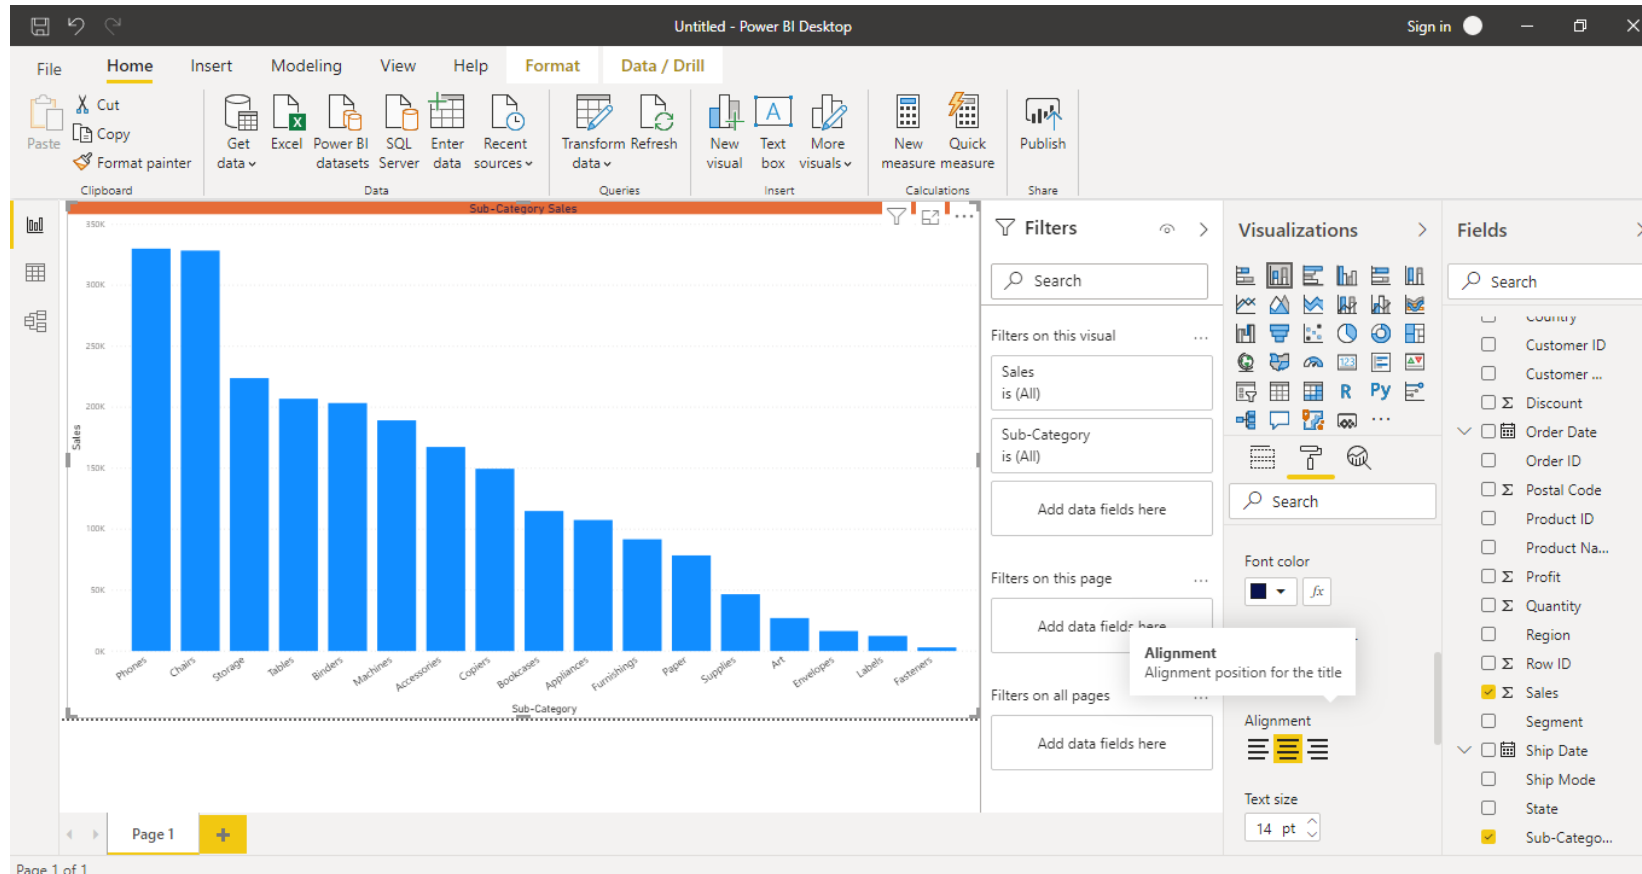 Untitled - Power BI Desktop
Sign in
File
Home
Insert
Modeling
View
Help
Format
Data / Drill
Paste
Cut
Copy
Format painter
Clipboard
Get data
Excel
Power BI datasets
SQL Server
Enter data
Recent sources
Data
Transform data
Refresh
Queries
New visual
Text box
More visuals
Insert
New measure
Quick measure
Calculations
Publish
Share
Sub-Category Sales
350K
300K
250K
200K
150K
100K
50K
0K
Sales
Phones
Chairs
Storage
Tables
Binders
Machines
Accessories
Copiers
Bookcases
Appliances
Furnishings
Paper
Supplies
Art
Envelopes
Labels
Fasteners
Sub-Category
Filters
Search
Filters on this visual
...
Sales
is (All)
Sub-Category
is (All)
Add data fields here
Filters on this page
...
Add data fields here
Filters on all pages
...
Add data fields here
Visualizations
123
R
Py
...
Search
Font color
fx
Alignment
Alignment position for the title
Alignment
Text size
14 pt
Fields
Search
Country
Customer ID
Customer ...
Σ Discount
Order Date
Order ID
Σ Postal Code
Product ID
Product Na...
Σ Profit
Σ Quantity
Region
Σ Row ID
Σ Sales
Segment
Ship Date
Ship Mode
State
Sub-Catego...
Page 1
+
Page 1 of 1